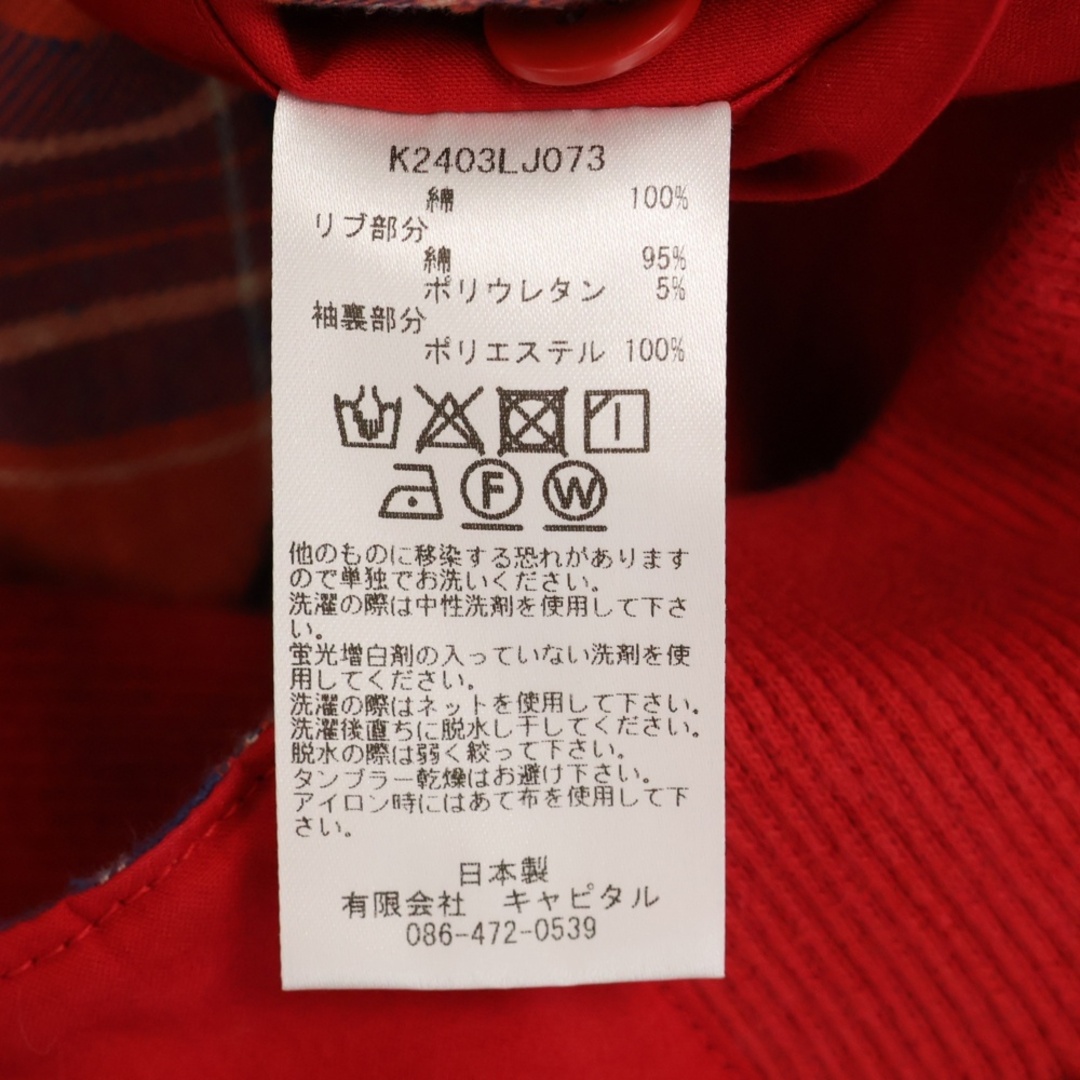 K2403LJ073
綿 100%
リブ部分
綿 95%
ポリウレタン 5%
袖裏部分
ポリエステル 100%
F W
他のものに移染する恐れがあります
ので単独でお洗いください。
洗濯の際は中性洗剤を使用して下さ
い。
蛍光増白剤の入っていない洗剤を使
用してください。
洗濯の際はネットを使用して下さい。
洗濯後直ちに脱水し干してください。
脱水の際は弱く絞って下さい。
タンブラー乾燥はお避け下さい。
アイロン時にはあて布を使用して下
さい。
日本製
有限会社 キャピタル
086-472-0539